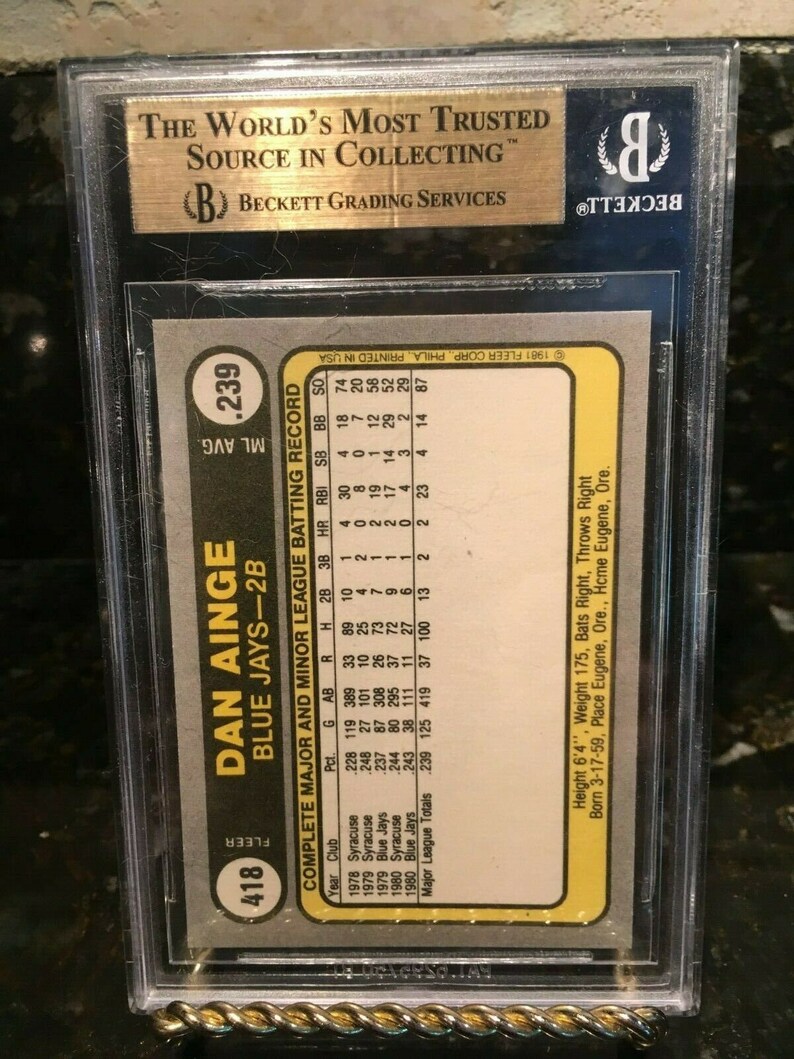 THE WORLD'S MOST TRUSTED
SOURCE IN COLLECTING™
B BECKETT GRADING SERVICES
B
BECKETT®
418
FLEER
DAN AINGE
BLUE JAYS—2B
ML AVG.
.239
COMPLETE MAJOR AND MINOR LEAGUE BATTING RECORD
Year Club Pct. G AB R H 2B 3B HR RBI SB BB SO
1978 Syracuse .228 119 389 33 89 10 1 4 30 4 18 74
1979 Syracuse .248 27 101 10 25 4 2 0 8 0 7 20
1979 Blue Jays .237 87 308 26 73 7 1 2 19 1 12 58
1980 Syracuse .244 80 295 37 72 9 1 2 17 14 29 52
1980 Blue Jays .243 38 111 11 27 6 1 0 4 3 2 29
Major League Totals .239 125 419 37 100 13 2 2 23 4 14 87
Height 6'4", Weight 175, Bats Right, Throws Right
Born 3-17-59, Place Eugene, Ore., Home Eugene, Ore.
© 1981 FLEER CORP., PHILA., PRINTED IN USA